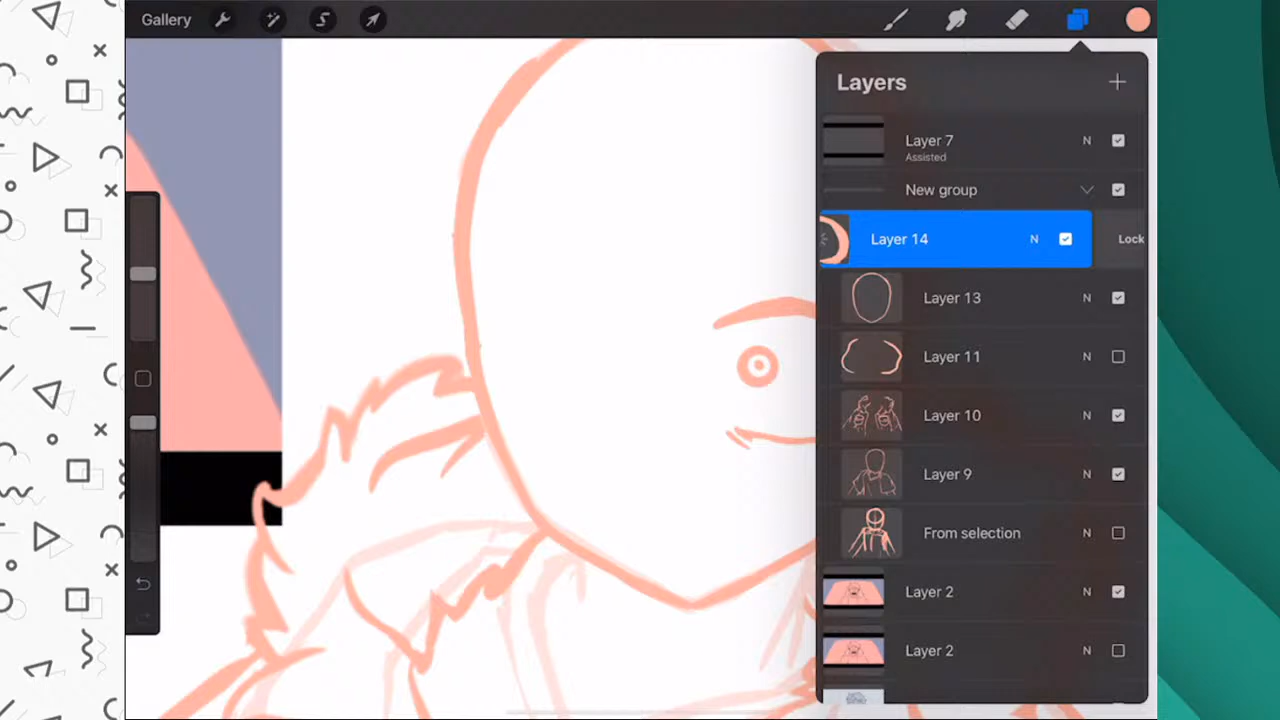 Gallery
Layers
Layer 7 N
Assisted
New group
Layer 14 N Lock
Layer 13 N
Layer 11 N
Layer 10 N
Layer 9 N
From selection N
Layer 2 N
Layer 2 N